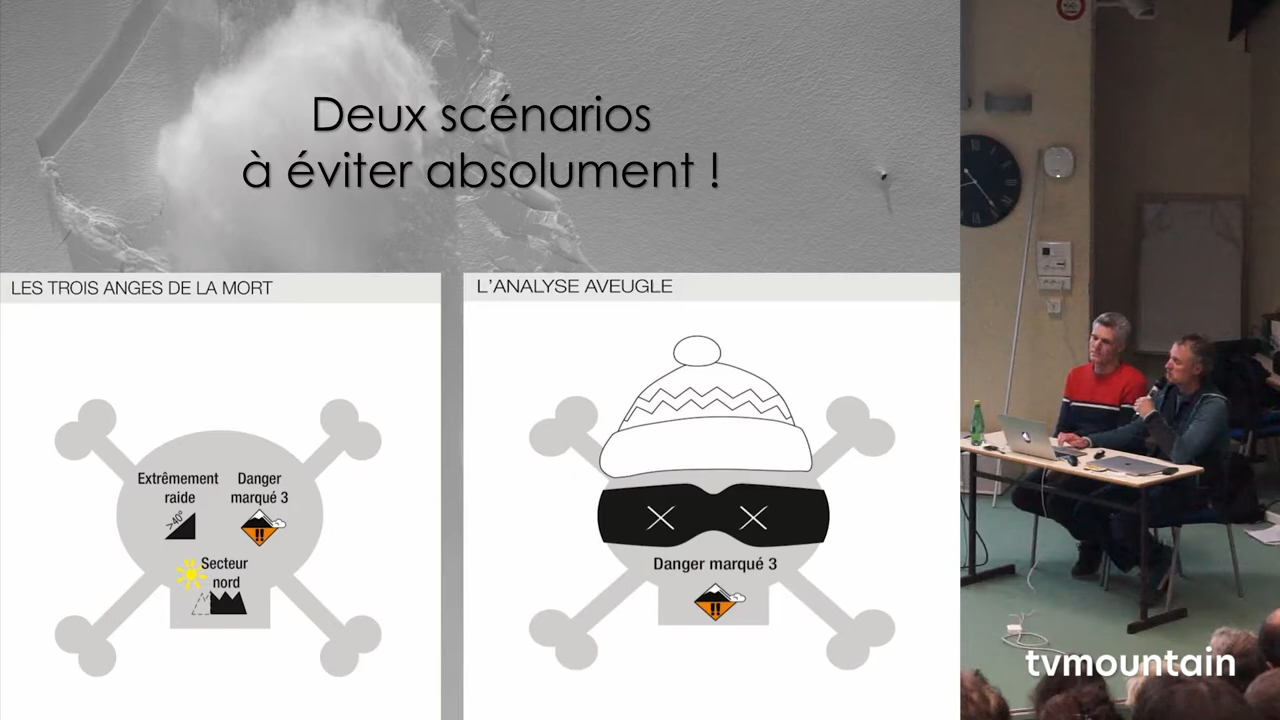 Deux scénarios
à éviter absolument !
LES TROIS ANGES DE LA MORT
Extrêmement
raide
>40°
Danger
marqué 3
!!
Secteur
nord
L'ANALYSE AVEUGLE
Danger marqué 3
!!
tvmountain